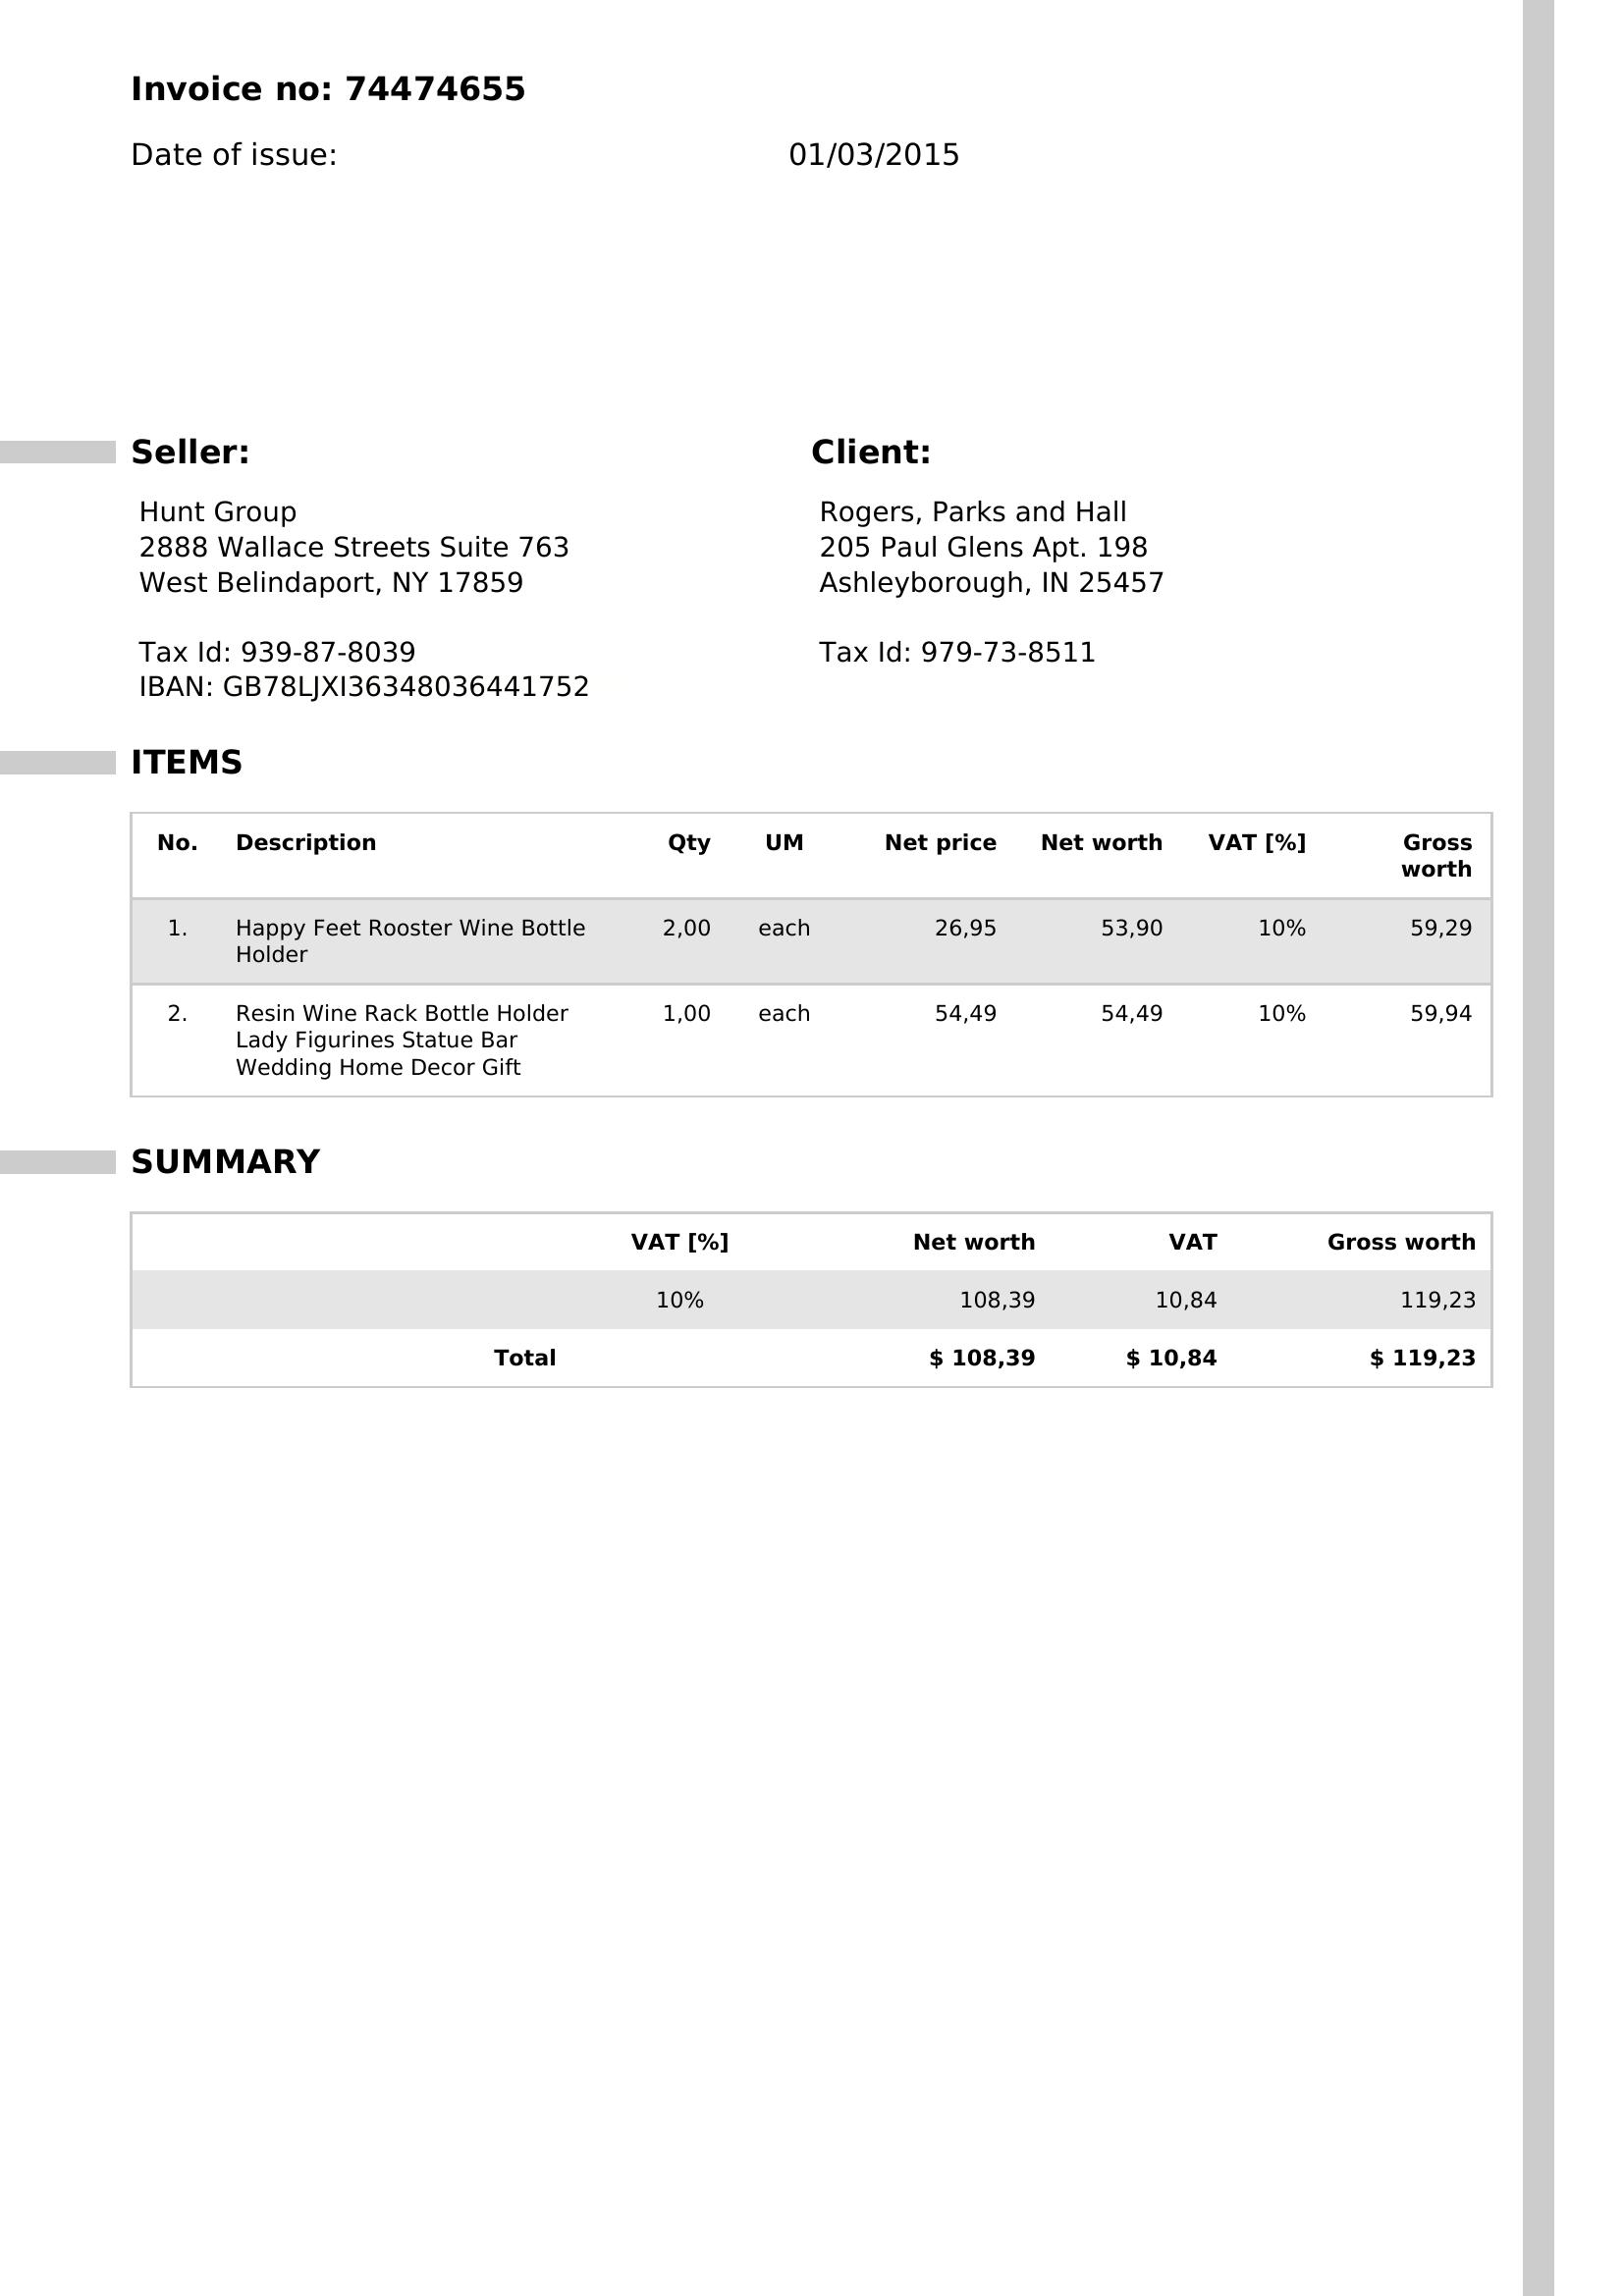 Invoice no: 74474655
Date of issue: 01/03/2015
Seller:
Hunt Group
2888 Wallace Streets Suite 763
West Belindaport, NY 17859
Tax Id: 939-87-8039
IBAN: GB78LJXI36348036441752
Client:
Rogers, Parks and Hall
205 Paul Glens Apt. 198
Ashleyborough, IN 25457
Tax Id: 979-73-8511
ITEMS
No. Description Qty UM Net price Net worth VAT [%] Gross
worth
1. Happy Feet Rooster Wine Bottle 2,00 each 26,95 53,90 10% 59,29
Holder
2. Resin Wine Rack Bottle Holder 1,00 each 54,49 54,49 10% 59,94
Lady Figurines Statue Bar
Wedding Home Decor Gift
SUMMARY
VAT [%] Net worth VAT Gross worth
10% 108,39 10,84 119,23
Total $ 108,39 $ 10,84 $ 119,23